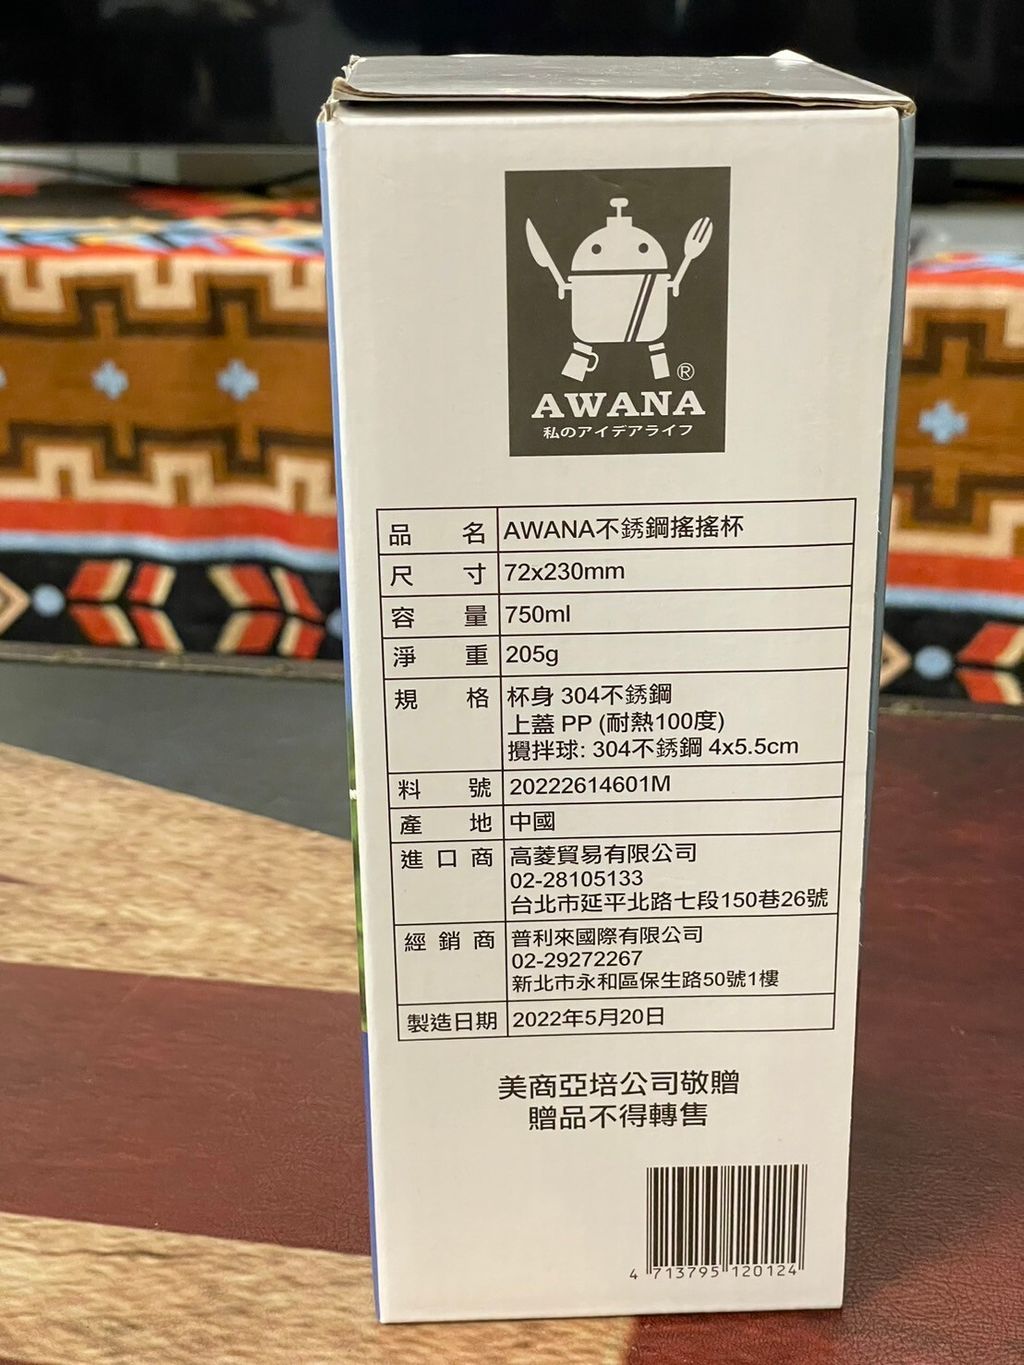 ®
AWANA
私のアイデアライフ
品 名 AWANA不銹鋼搖搖杯
尺 寸 72x230mm
容 量 750ml
淨 重 205g
規 格 杯身 304不銹鋼
上蓋 PP (耐熱100度)
攪拌球: 304不銹鋼 4x5.5cm
料 號 20222614601M
產 地 中國
進口商 高菱貿易有限公司
02-28105133
台北市延平北路七段150巷26號
經銷商 普利來國際有限公司
02-29272267
新北市永和區保生路50號1樓
製造日期 2022年5月20日
美商亞培公司敬贈
贈品不得轉售
4 713795 120124